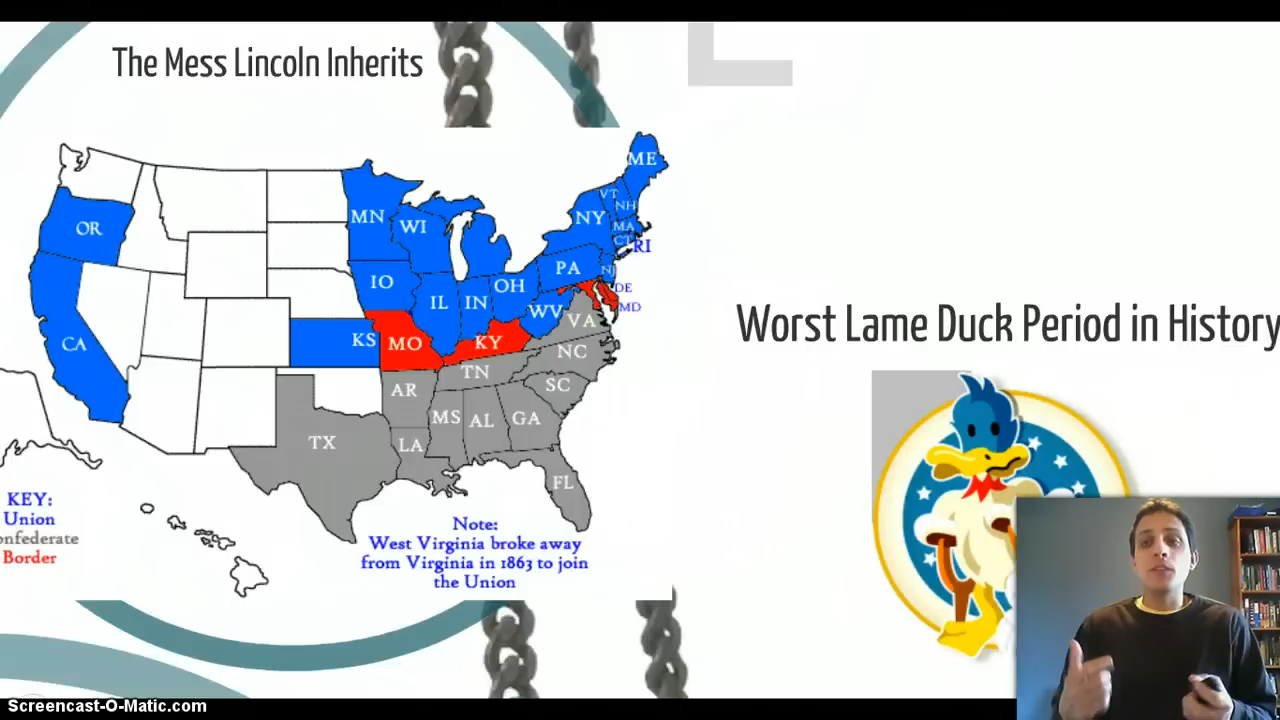 The Mess Lincoln Inherits
ME
VT
NH
OR
MN
WI
NY
MA
CT
RI
IO
PA
NJ
IL
IN
OH
DE
MD
WV
VA
CA
KS
MO
KY
NC
TN
SC
AR
MS
AL
GA
TX
LA
FL
KEY:
Union
onfederate
Border
Note:
West Virginia broke away
from Virginia in 1863 to join
the Union
Worst Lame Duck Period in History
Screencast-O-Matic.com